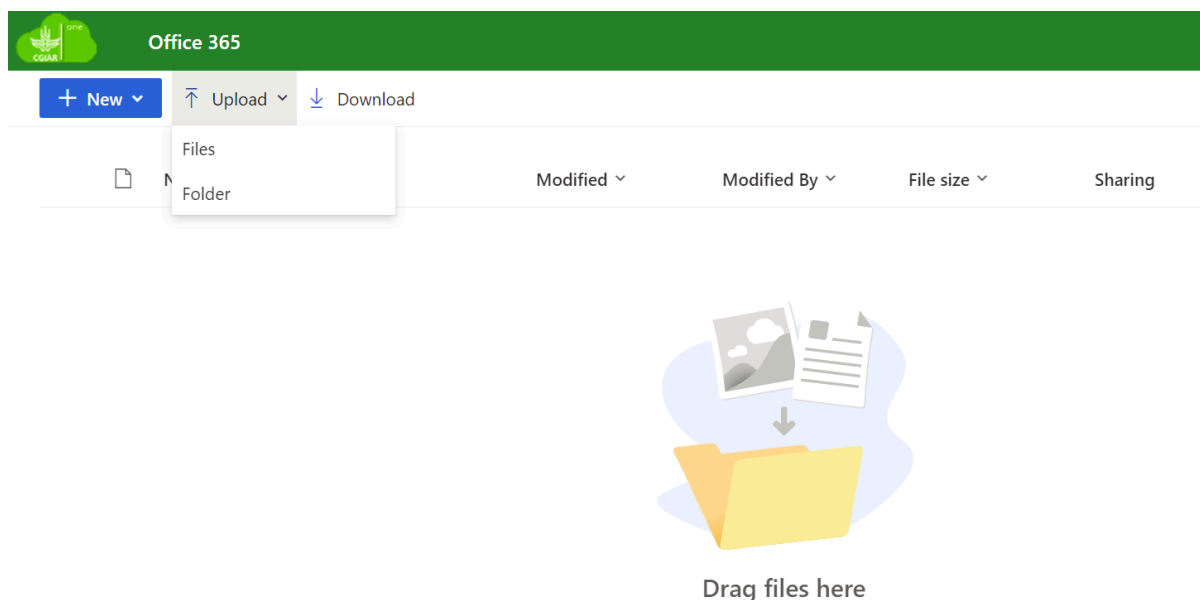 one
CGIAR
Office 365
New
Upload
Download
Files
Folder
Modified
Modified By
File size
Sharing
Drag files here